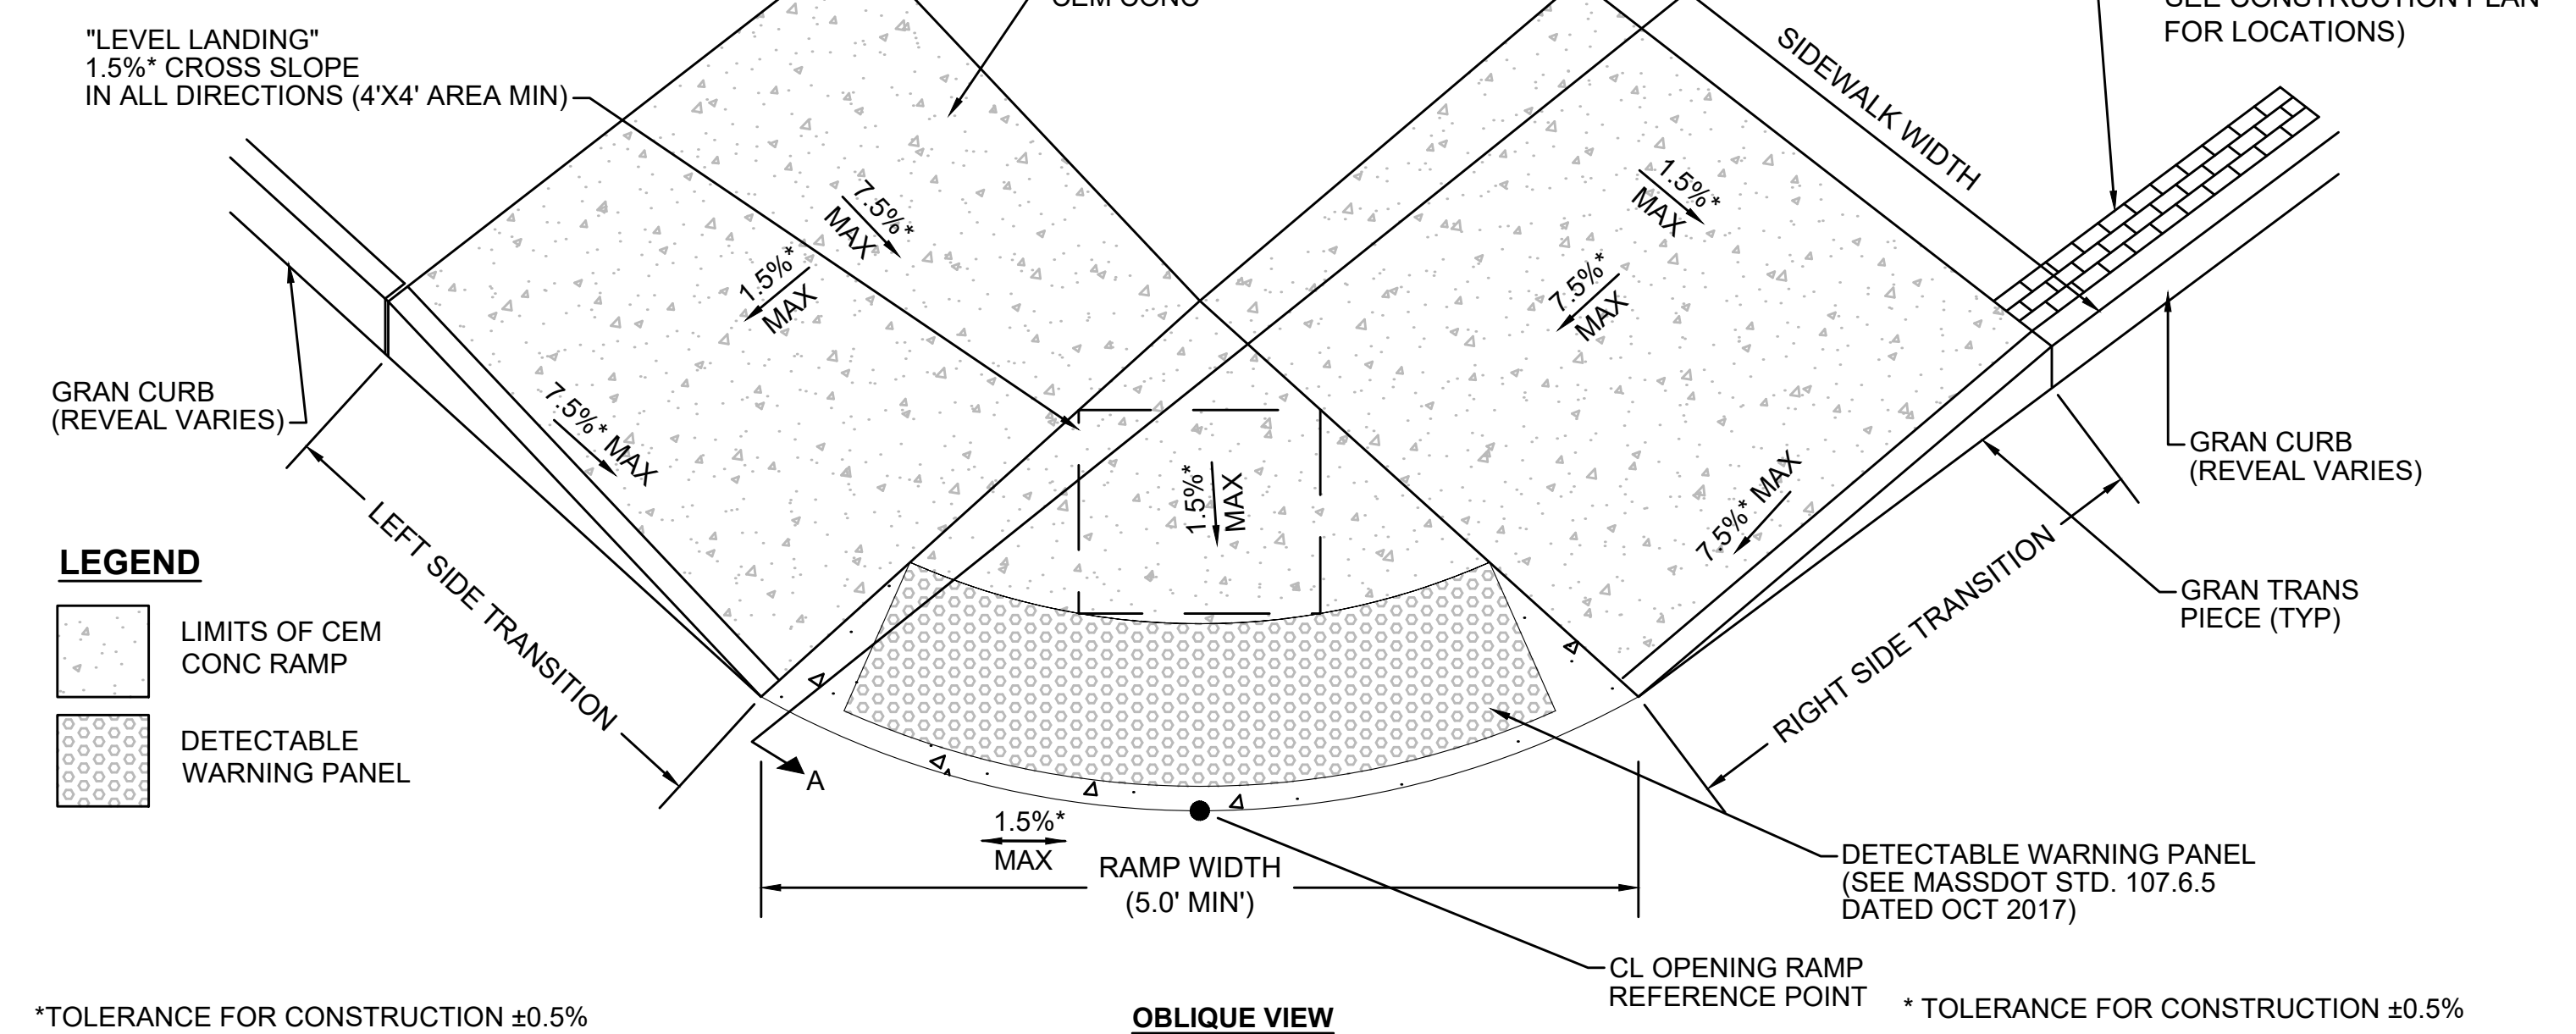 CEM CONC
SEE CONSTRUCTION PLAN
FOR LOCATIONS)
"LEVEL LANDING"
1.5%* CROSS SLOPE
IN ALL DIRECTIONS (4'X4' AREA MIN)
SIDEWALK WIDTH
7.5%*
MAX
1.5%*
MAX
1.5%*
MAX
7.5%*
MAX
GRAN CURB
(REVEAL VARIES)
7.5%* MAX
1.5%*
MAX
7.5%* MAX
GRAN CURB
(REVEAL VARIES)
LEFT SIDE TRANSITION
RIGHT SIDE TRANSITION
GRAN TRANS
PIECE (TYP)
LEGEND
LIMITS OF CEM
CONC RAMP
DETECTABLE
WARNING PANEL
A
1.5%*
MAX
RAMP WIDTH
(5.0' MIN')
DETECTABLE WARNING PANEL
(SEE MASSDOT STD. 107.6.5
DATED OCT 2017)
CL OPENING RAMP
REFERENCE POINT
*TOLERANCE FOR CONSTRUCTION ±0.5%
OBLIQUE VIEW
* TOLERANCE FOR CONSTRUCTION ±0.5%